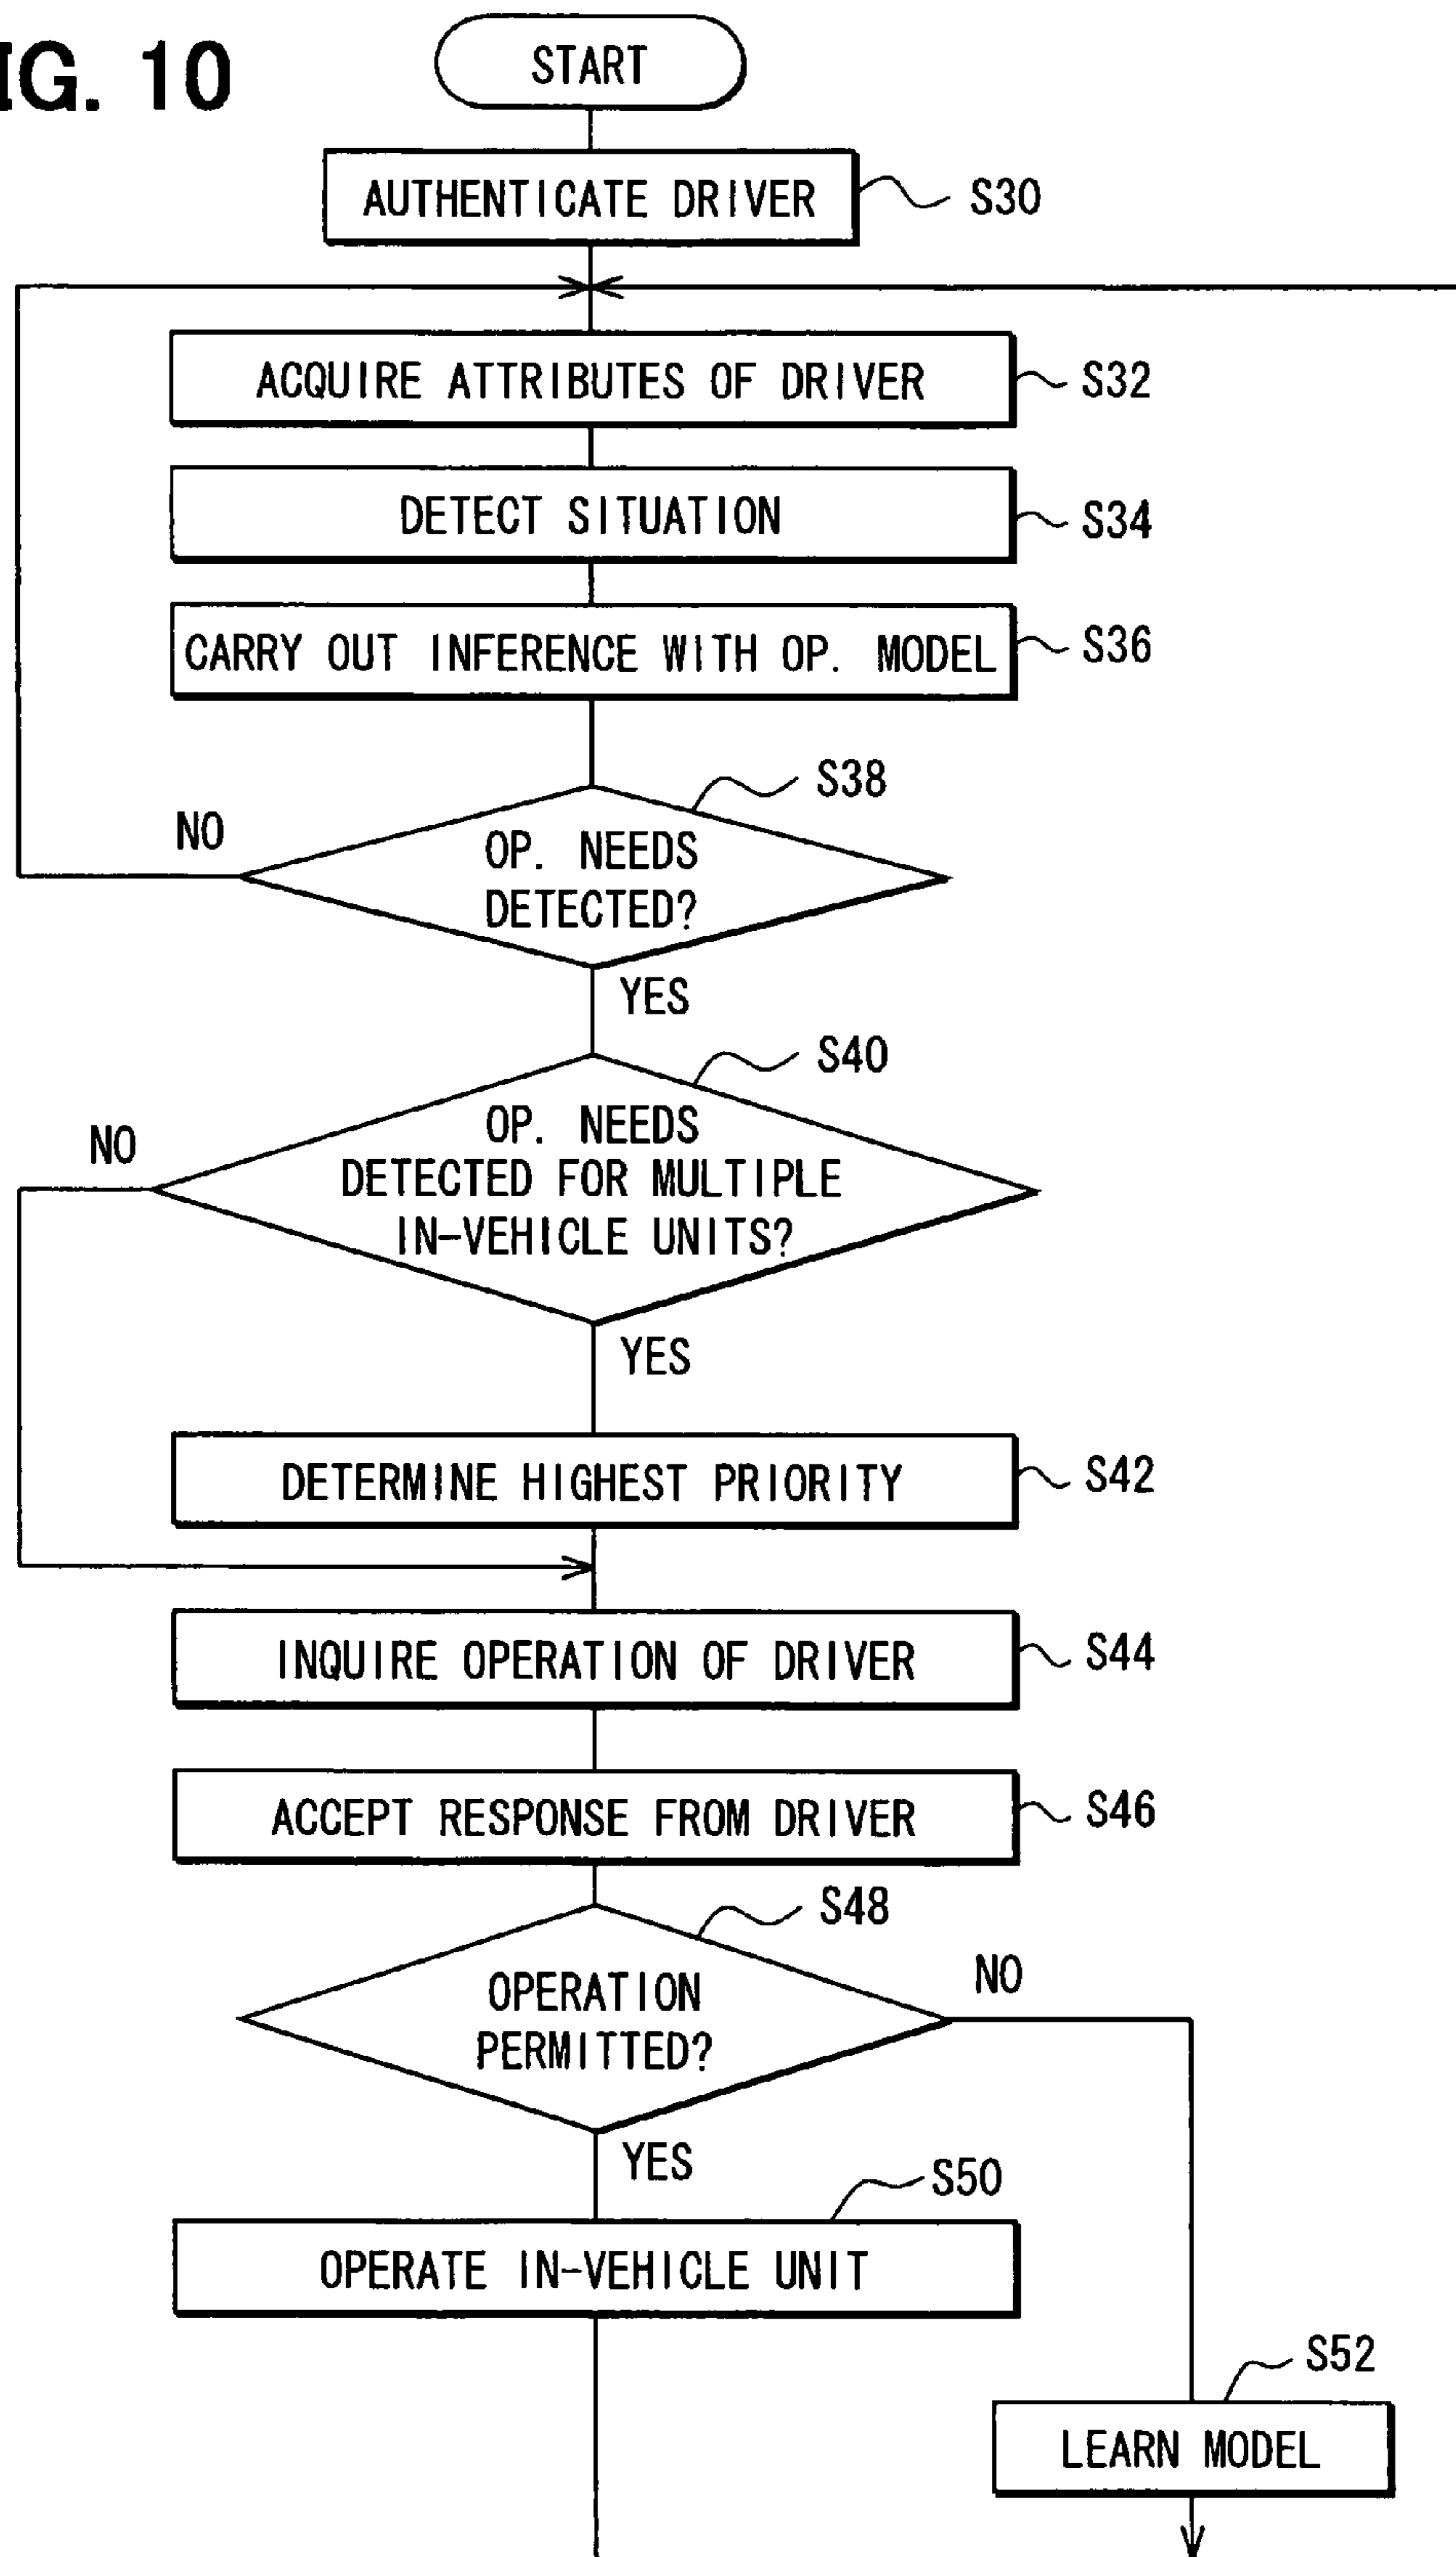 IG. 10
START
AUTHENTICATE DRIVER
S30
ACQUIRE ATTRIBUTES OF DRIVER
S32
DETECT SITUATION
S34
CARRY OUT INFERENCE WITH OP. MODEL
S36
S38
NO
OP. NEEDS
DETECTED?
YES
S40
NO
OP. NEEDS
DETECTED FOR MULTIPLE
IN-VEHICLE UNITS?
YES
DETERMINE HIGHEST PRIORITY
S42
INQUIRE OPERATION OF DRIVER
S44
ACCEPT RESPONSE FROM DRIVER
S46
S48
NO
OPERATION
PERMITTED?
YES
S50
OPERATE IN-VEHICLE UNIT
S52
LEARN MODEL